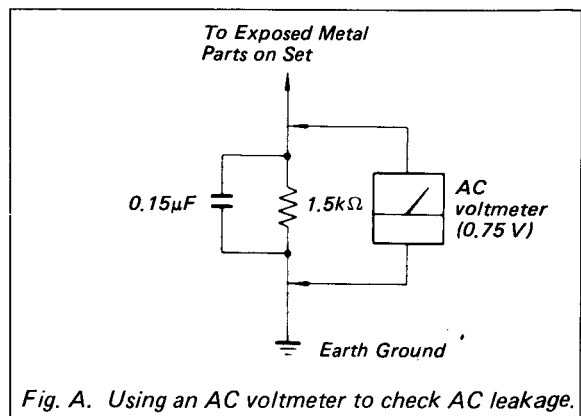 To Exposed Metal
Parts on Set
0.15µF
1.5kΩ
AC
voltmeter
(0.75 V)
Earth Ground
Fig. A. Using an AC voltmeter to check AC leakage.